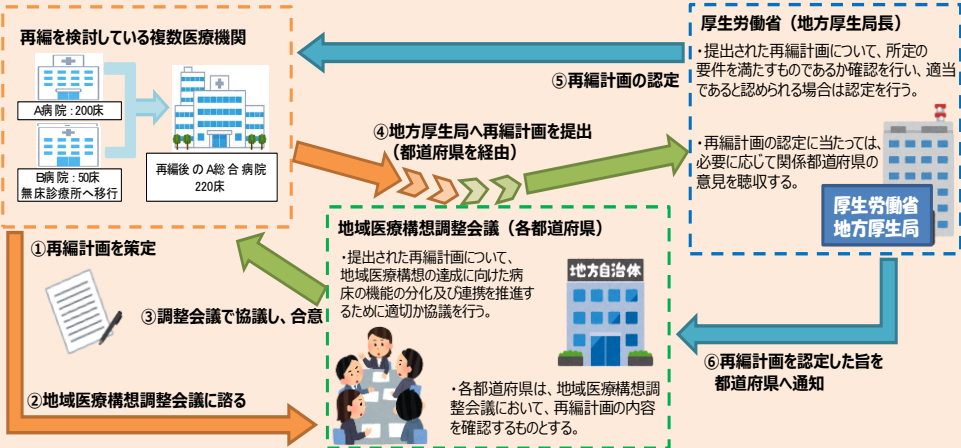 再編を検討している複数医療機関
A病院:200床
B病院:50床
無床診療所へ移行
再編後のA総合病院
220床
①再編計画を策定
②地域医療構想調整会議に諮る
③調整会議で協議し、合意
④地方厚生局へ再編計画を提出
(都道府県を経由)
⑤再編計画の認定
地域医療構想調整会議(各都道府県)
・提出された再編計画について、
地域医療構想の達成に向けた病
床の機能の分化及び連携を推進す
るために適切か協議を行う。
地方自治体
・各都道府県は、地域医療構想調
整会議において、再編計画の内容
を確認するものとする。
厚生労働省(地方厚生局長)
・提出された再編計画について、所定の
要件を満たすものであるか確認を行い、適当
であると認められる場合は認定を行う。
・再編計画の認定に当たっては、
必要に応じて関係都道府県の
意見を聴収する。
厚生労働省
地方厚生局
⑥再編計画を認定した旨を
都道府県へ通知